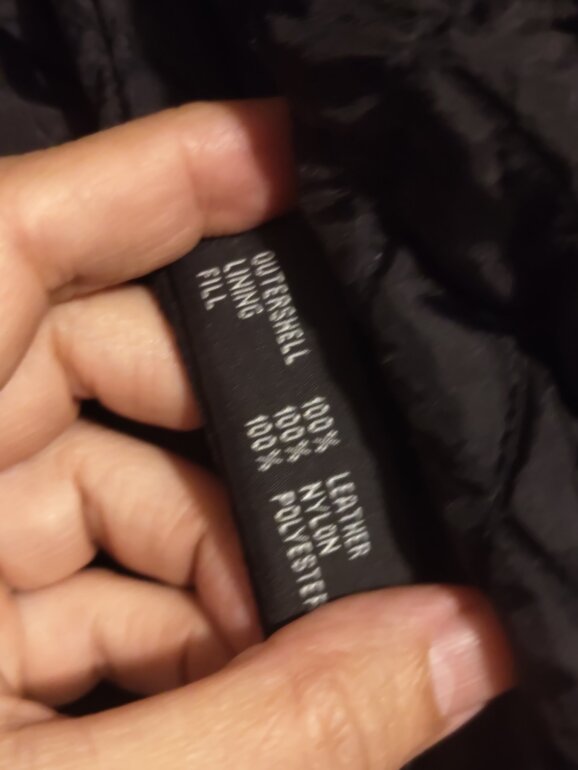 OUTERSHELL 100% LEATHER
LINING 100% NYLON
FILL 100% POLYESTER